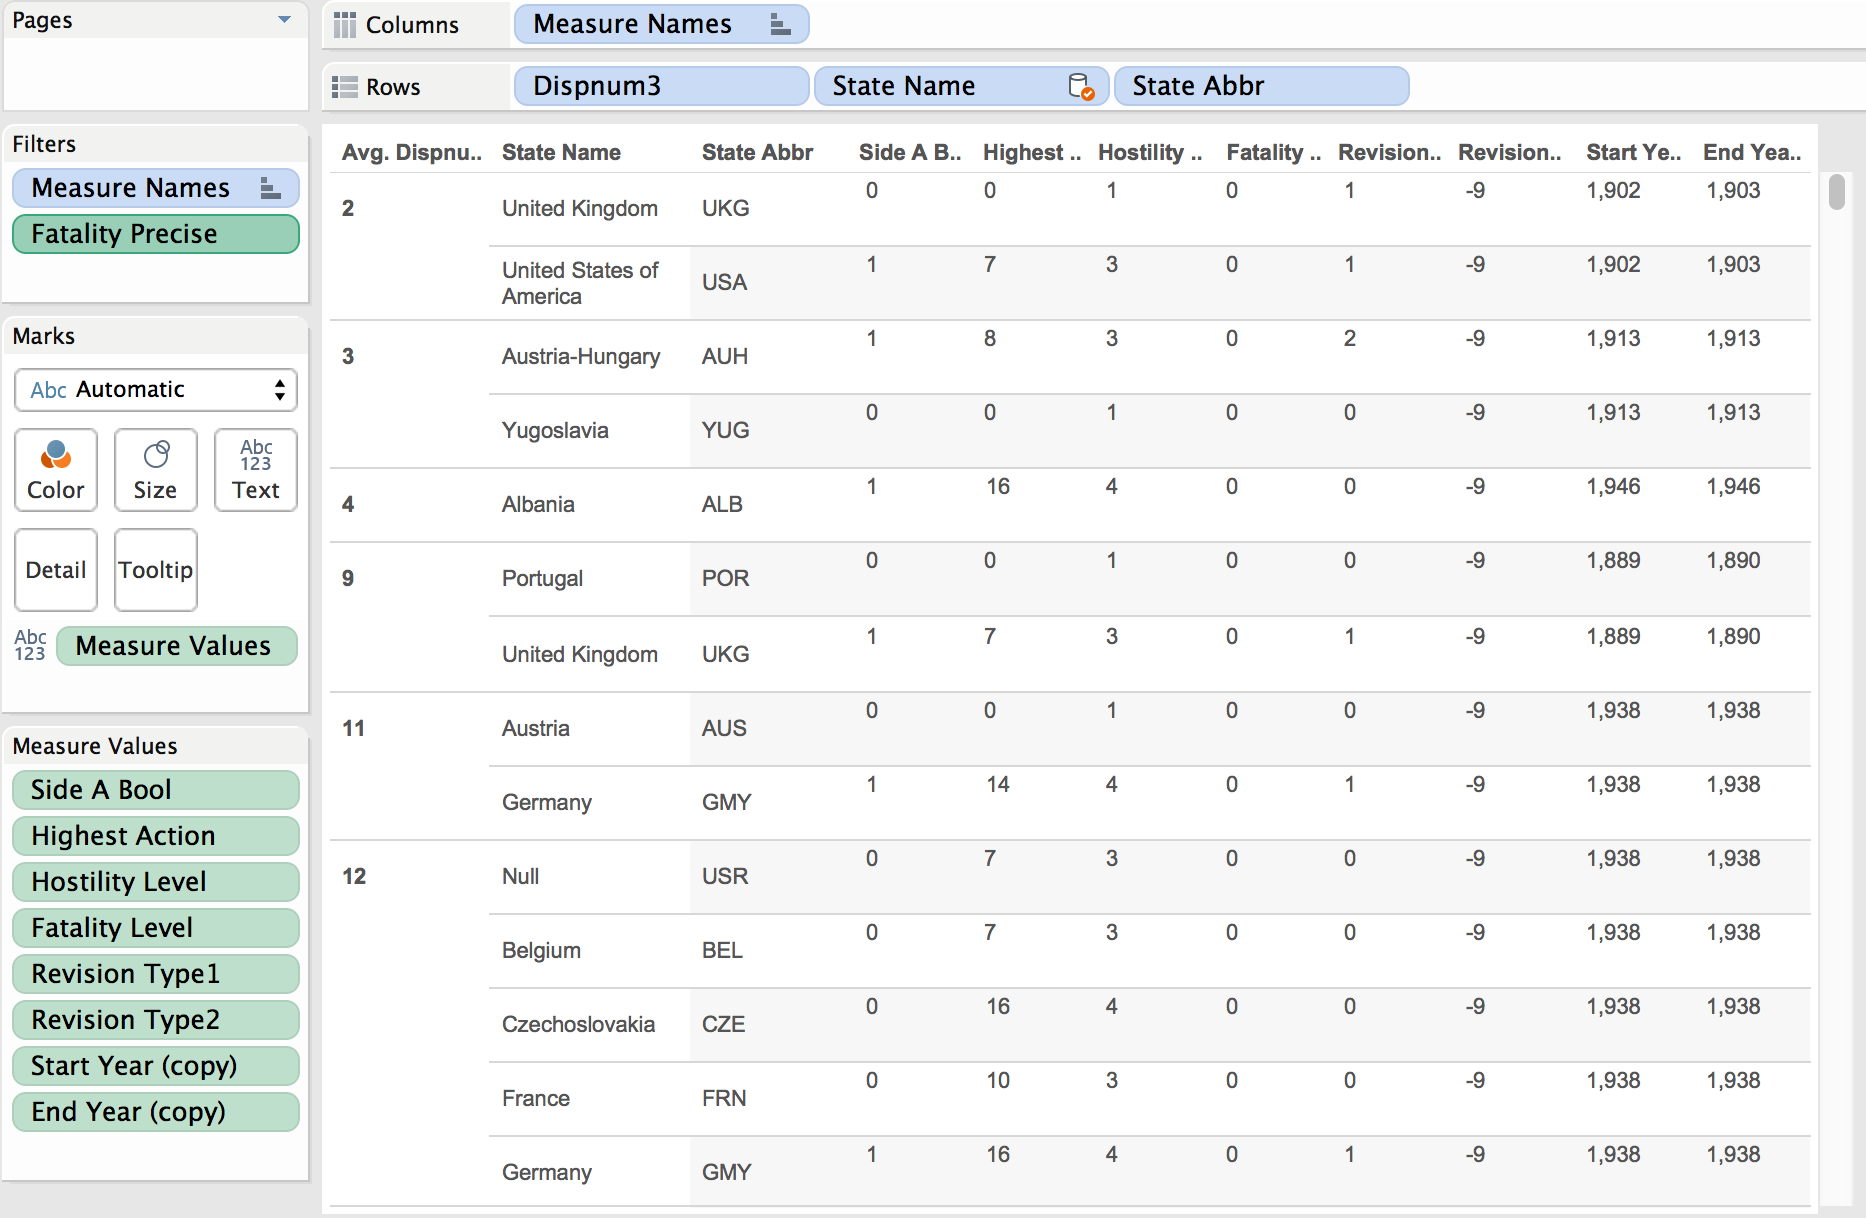 Pages
Columns Measure Names
Rows Dispnum3 State Name State Abbr
Filters
Measure Names
Fatality Precise
Marks
Abc Automatic
Color
Size
Abc 123 Text
Detail
Tooltip
Abc 123 Measure Values
Measure Values
Side A Bool
Highest Action
Hostility Level
Fatality Level
Revision Type1
Revision Type2
Start Year (copy)
End Year (copy)
Avg. Dispnu.. State Name State Abbr Side A B.. Highest .. Hostility .. Fatality .. Revision.. Revision.. Start Ye.. End Yea..
2 United Kingdom UKG 0 0 1 0 1 -9 1,902 1,903
United States of America USA 1 7 3 0 1 -9 1,902 1,903
3 Austria-Hungary AUH 1 8 3 0 2 -9 1,913 1,913
Yugoslavia YUG 0 0 1 0 0 -9 1,913 1,913
4 Albania ALB 1 16 4 0 0 -9 1,946 1,946
9 Portugal POR 0 0 1 0 0 -9 1,889 1,890
United Kingdom UKG 1 7 3 0 1 -9 1,889 1,890
11 Austria AUS 0 0 1 0 0 -9 1,938 1,938
Germany GMY 1 14 4 0 1 -9 1,938 1,938
12 Null USR 0 7 3 0 0 -9 1,938 1,938
Belgium BEL 0 7 3 0 0 -9 1,938 1,938
Czechoslovakia CZE 0 16 4 0 0 -9 1,938 1,938
France FRN 0 10 3 0 0 -9 1,938 1,938
Germany GMY 1 16 4 0 1 -9 1,938 1,938